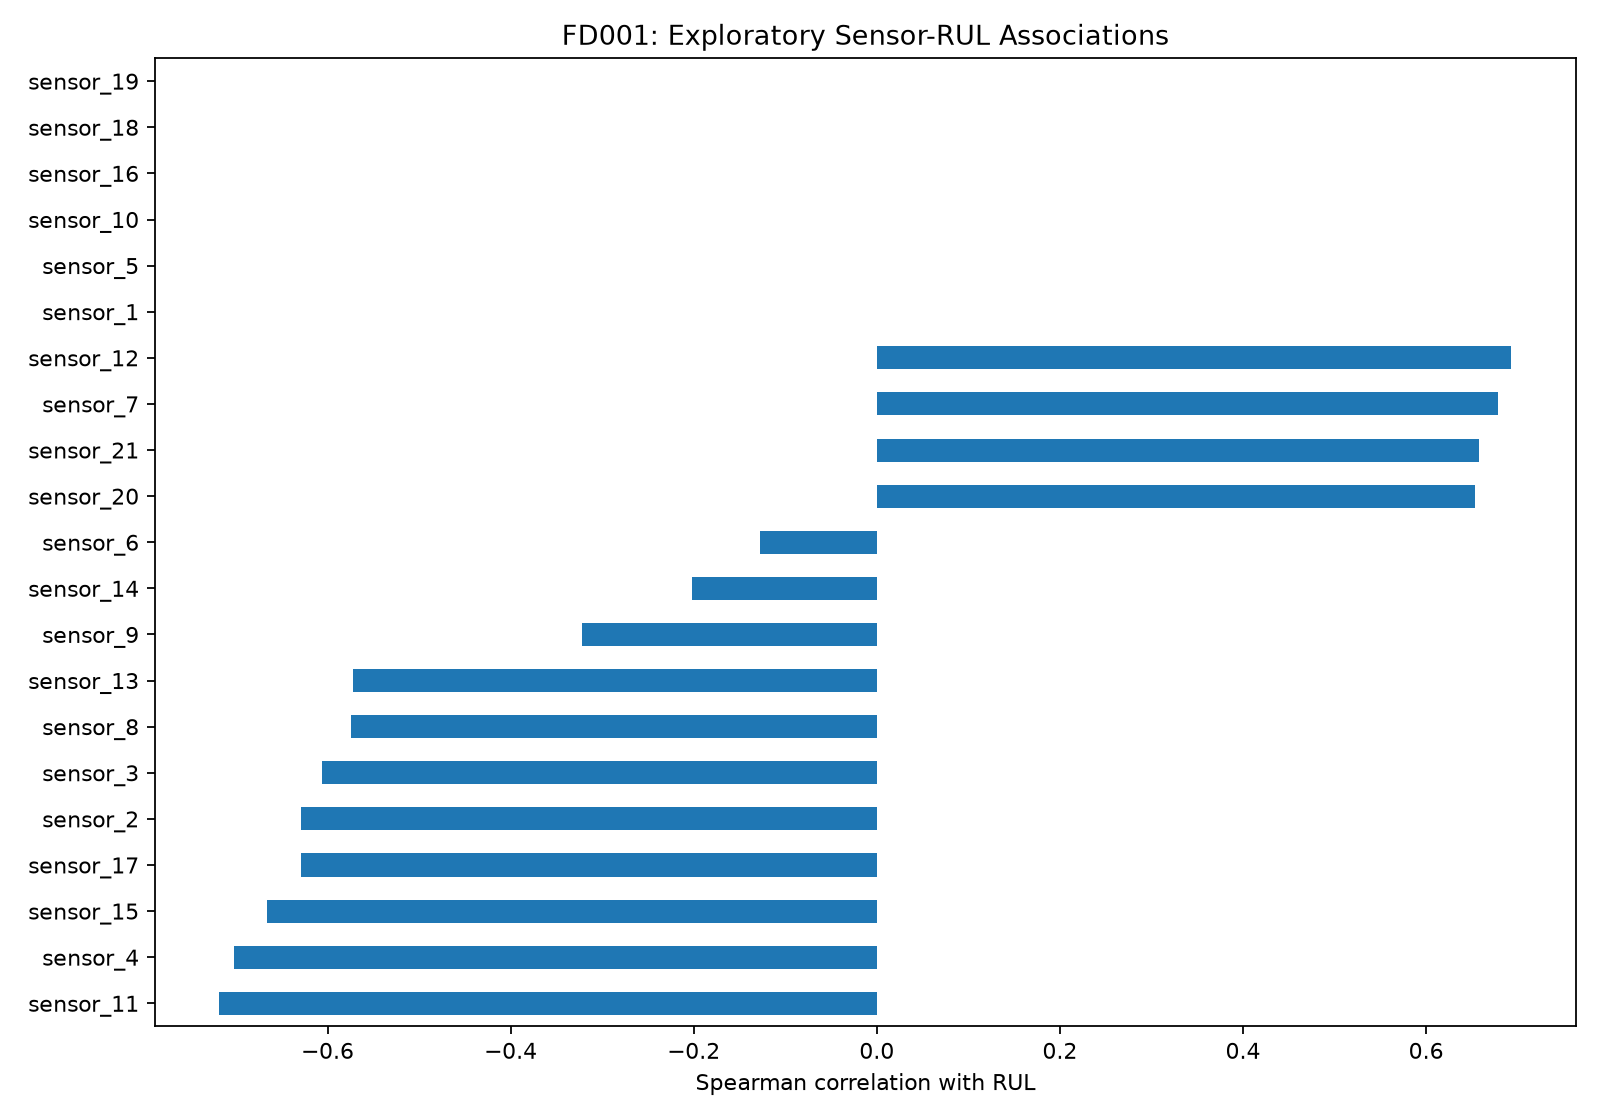 FD001: Exploratory Sensor-RUL Associations
sensor_19
sensor_18
sensor_16
sensor_10
sensor_5
sensor_1
sensor_12
sensor_7
sensor_21
sensor_20
sensor_6
sensor_14
sensor_9
sensor_13
sensor_8
sensor_3
sensor_2
sensor_17
sensor_15
sensor_4
sensor_11
−0.6 −0.4 −0.2 0.0 0.2 0.4 0.6
Spearman correlation with RUL